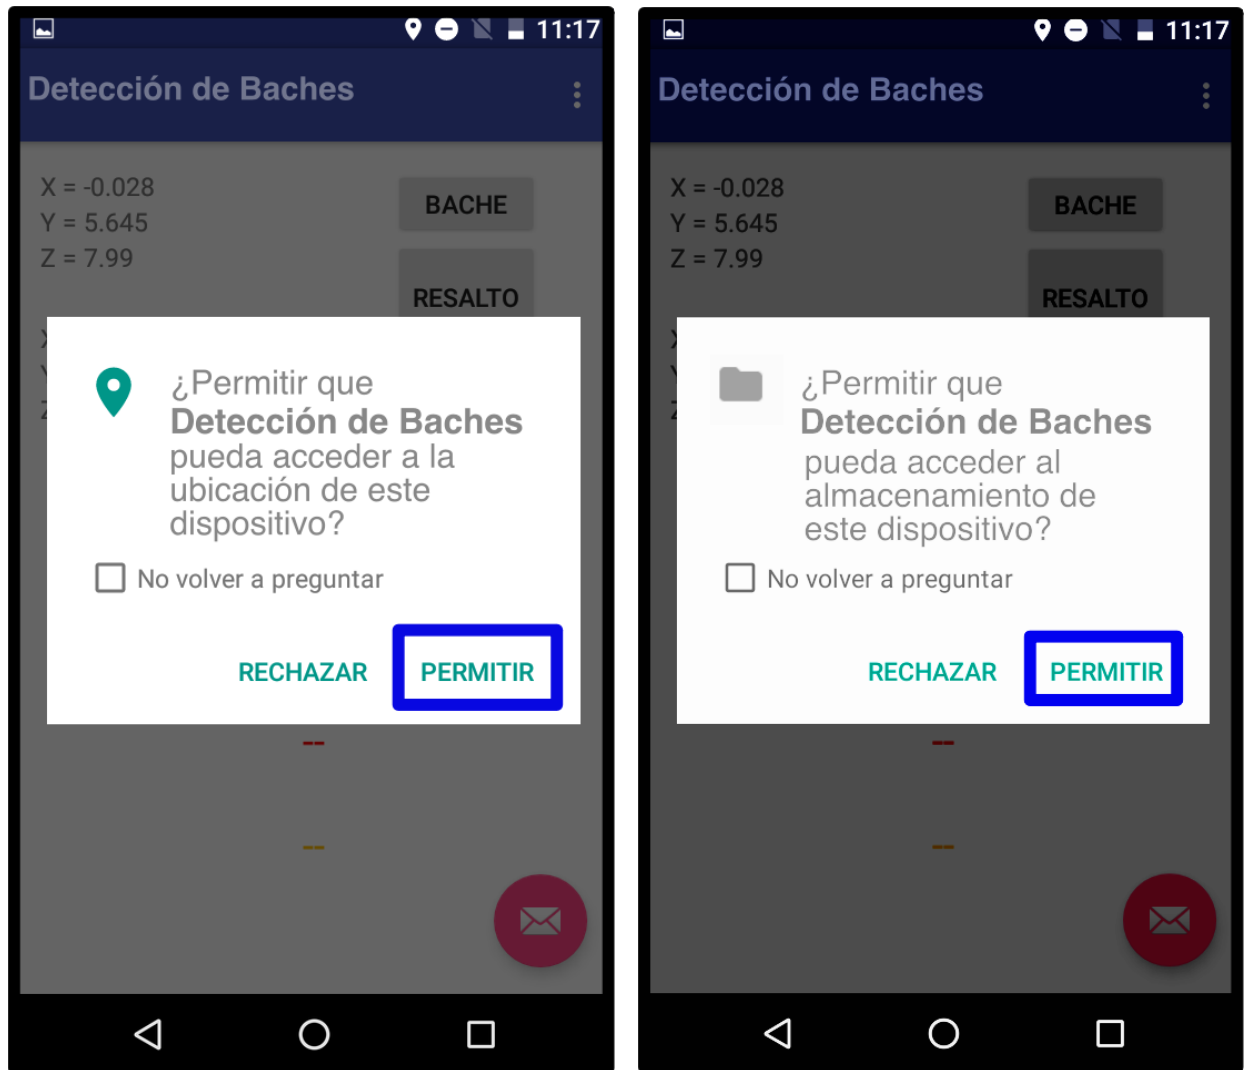 11:17
Detección de Baches
X = -0.028
Y = 5.645
Z = 7.99
BACHE
RESALTO
¿Permitir que
Detección de Baches
pueda acceder a la
ubicación de este
dispositivo?
No volver a preguntar
RECHAZAR PERMITIR
--
--
11:17
Detección de Baches
X = -0.028
Y = 5.645
Z = 7.99
BACHE
RESALTO
¿Permitir que
Detección de Baches
pueda acceder al
almacenamiento de
este dispositivo?
No volver a preguntar
RECHAZAR PERMITIR
--
--